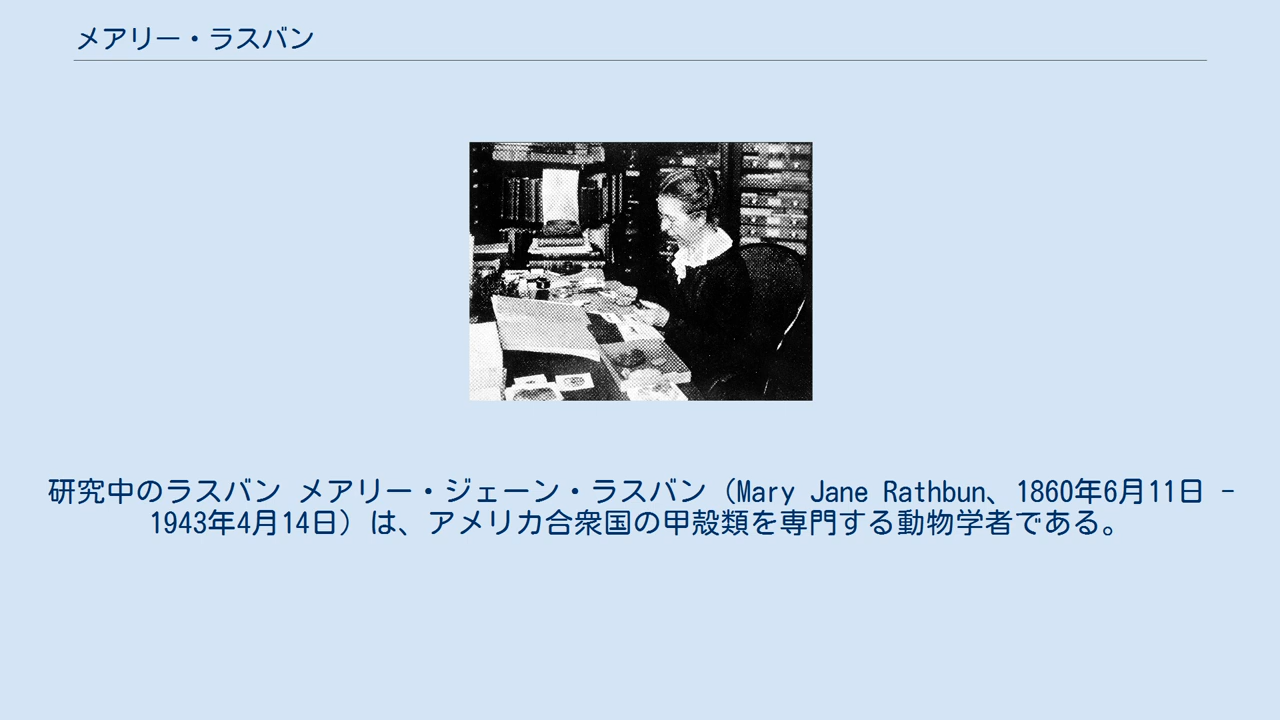 メアリー・ラスバン
研究中のラスバン メアリー・ジェーン・ラスバン（Mary Jane Rathbun、1860年6月11日 -
1943年4月14日）は、アメリカ合衆国の甲殻類を専門する動物学者である。